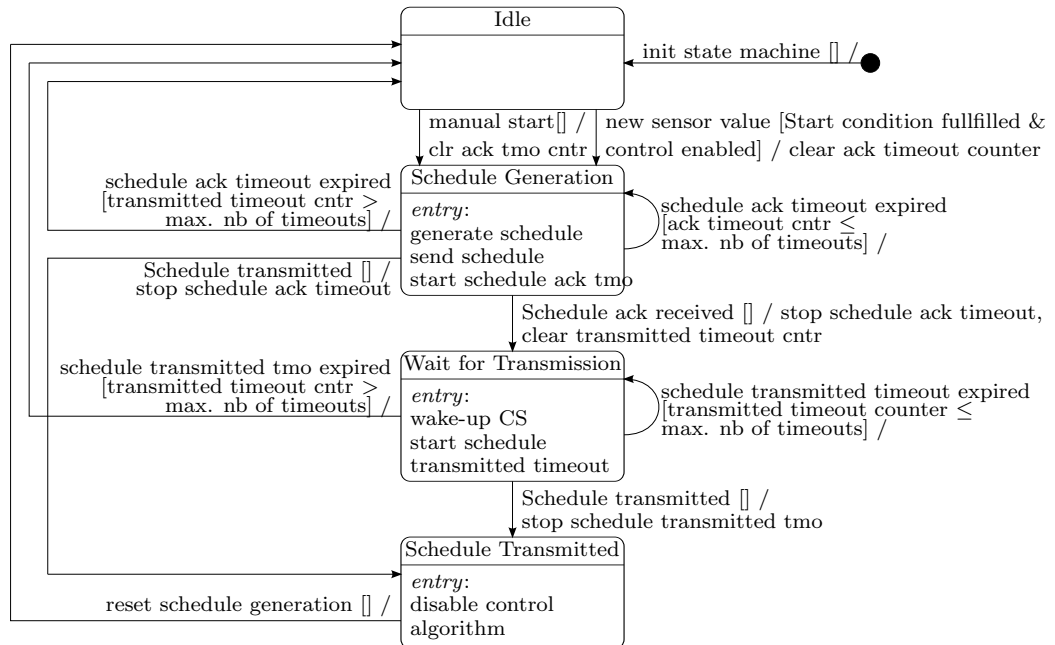 Idle
init state machine [] /
manual start[] /
clr ack tmo cntr
new sensor value [Start condition fullfilled &
control enabled] / clear ack timeout counter
schedule ack timeout expired
[transmitted timeout cntr >
max. nb of timeouts] /
Schedule Generation
entry:
generate schedule
send schedule
start schedule ack tmo
schedule ack timeout expired
[ack timeout cntr ≤
max. nb of timeouts] /
Schedule transmitted [] /
stop schedule ack timeout
Schedule ack received [] / stop schedule ack timeout,
clear transmitted timeout cntr
schedule transmitted tmo expired
[transmitted timeout cntr >
max. nb of timeouts] /
Wait for Transmission
entry:
wake-up CS
start schedule
transmitted timeout
schedule transmitted timeout expired
[transmitted timeout counter ≤
max. nb of timeouts] /
Schedule transmitted [] /
stop schedule transmitted tmo
Schedule Transmitted
entry:
disable control
algorithm
reset schedule generation [] /